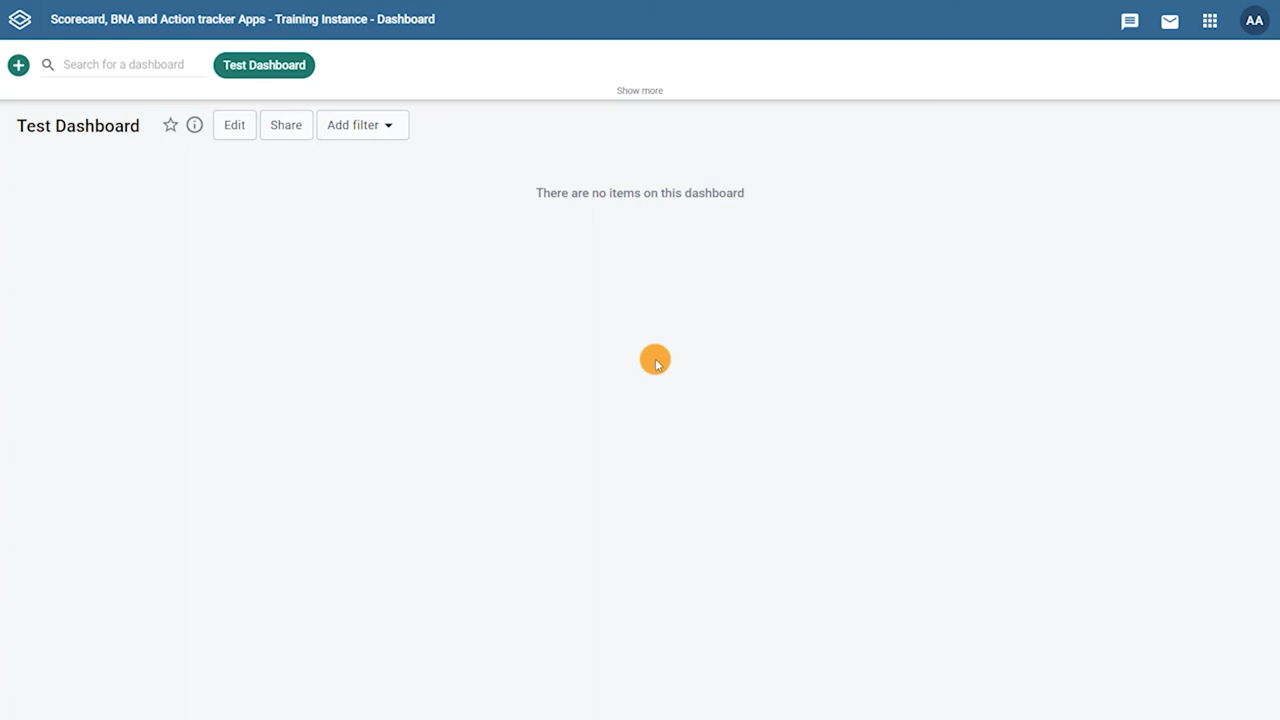 Scorecard, BNA and Action tracker Apps - Training Instance - Dashboard
AA
Search for a dashboard
Test Dashboard
Show more
Test Dashboard
Edit
Share
Add filter
There are no items on this dashboard